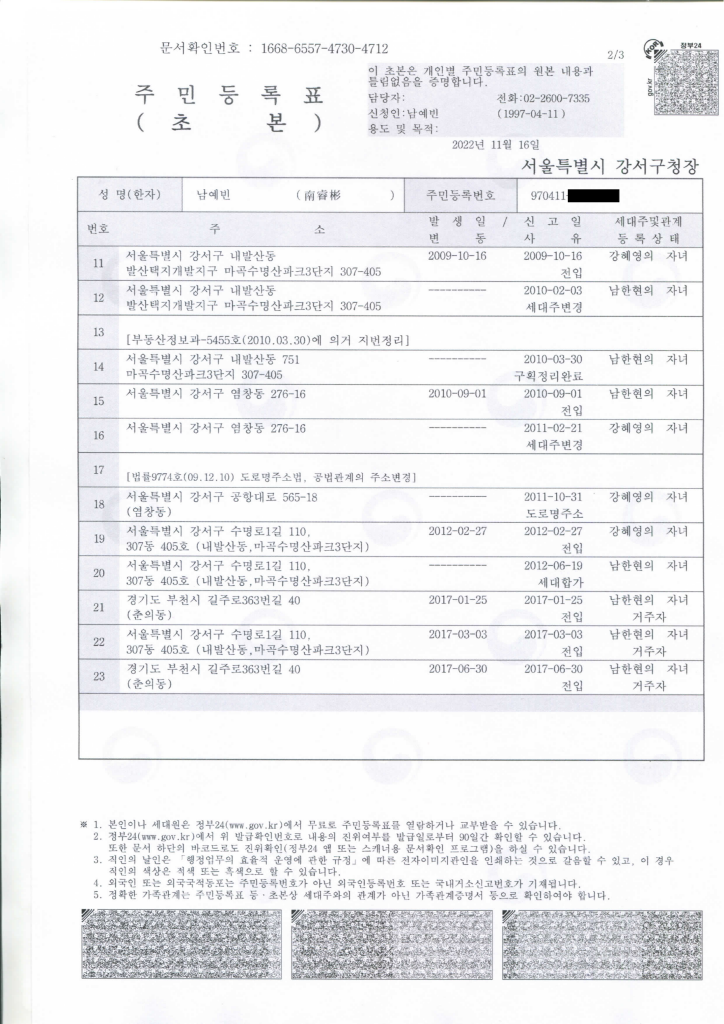 문서확인번호 : 1668-6557-4730-4712
2/3
정부24
gov.kr
주 민 등 록 표
( 초 본 )
이 초본은 개인별 주민등록표의 원본 내용과
틀림없음을 증명합니다.
담당자: 전화:02-2600-7335
신청인:남예빈 (1997-04-11)
용도 및 목적:
2022년 11월 16일
서울특별시 강서구청장
성 명(한자) 남예빈 (南睿彬) 주민등록번호 970411-
번호 주 소 발 생 일 / 신 고 일 세대주및관계
변 동 사 유 등 록 상 태
11 서울특별시 강서구 내발산동 2009-10-16 2009-10-16 강혜영의 자녀
발산택지개발지구 마곡수명산파크3단지 307-405 전입
12 서울특별시 강서구 내발산동 ---------- 2010-02-03 남한현의 자녀
발산택지개발지구 마곡수명산파크3단지 307-405 세대주변경
13
[부동산정보과-5455호(2010.03.30)에 의거 지번정리]
14 서울특별시 강서구 내발산동 751 ---------- 2010-03-30 남한현의 자녀
마곡수명산파크3단지 307-405 구획정리완료
15 서울특별시 강서구 염창동 276-16 2010-09-01 2010-09-01 남한현의 자녀
전입
16 서울특별시 강서구 염창동 276-16 ---------- 2011-02-21 강혜영의 자녀
세대주변경
17
[법률9774호(09.12.10) 도로명주소법, 공법관계의 주소변경]
18 서울특별시 강서구 공항대로 565-18 ---------- 2011-10-31 강혜영의 자녀
(염창동) 도로명주소
19 서울특별시 강서구 수명로1길 110, 2012-02-27 2012-02-27 강혜영의 자녀
307동 405호 (내발산동,마곡수명산파크3단지) 전입
20 서울특별시 강서구 수명로1길 110, ---------- 2012-06-19 남한현의 자녀
307동 405호 (내발산동,마곡수명산파크3단지) 세대합가
21 경기도 부천시 길주로363번길 40 2017-01-25 2017-01-25 남한현의 자녀
(춘의동) 전입 거주자
22 서울특별시 강서구 수명로1길 110, 2017-03-03 2017-03-03 남한현의 자녀
307동 405호 (내발산동,마곡수명산파크3단지) 전입 거주자
23 경기도 부천시 길주로363번길 40 2017-06-30 2017-06-30 남한현의 자녀
(춘의동) 전입 거주자
※ 1. 본인이나 세대원은 정부24(www.gov.kr)에서 무료로 주민등록표를 열람하거나 교부받을 수 있습니다.
2. 정부24(www.gov.kr)에서 위 발급확인번호로 내용의 진위여부를 발급일로부터 90일간 확인할 수 있습니다.
또한 문서 하단의 바코드로도 진위확인(정부24 앱 또는 스캐너용 문서확인 프로그램)을 하실 수 있습니다.
3. 직인의 날인은 「행정업무의 효율적 운영에 관한 규정」에 따른 전자이미지관인을 인쇄하는 것으로 갈음할 수 있고, 이 경우
직인의 색상은 적색 또는 흑색으로 할 수 있습니다.
4. 외국인 또는 외국국적동포는 주민등록번호가 아닌 외국인등록번호 또는 국내거소신고번호가 기재됩니다.
5. 정확한 가족관계는 주민등록표 등·초본상 세대주와의 관계가 아닌 가족관계증명서 등으로 확인하여야 합니다.